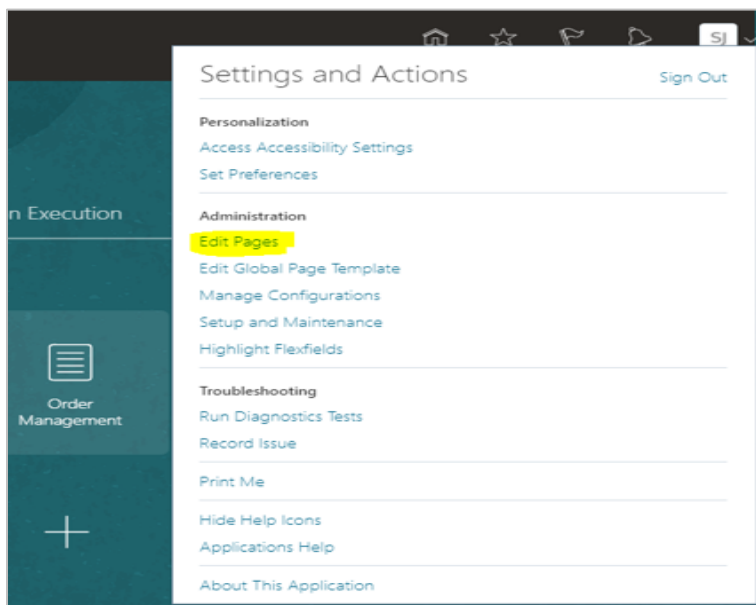 SJ
Settings and Actions
Sign Out
Personalization
Access Accessibility Settings
Set Preferences
n Execution
Administration
Edit Pages
Edit Global Page Template
Manage Configurations
Setup and Maintenance
Highlight Flexfields
Order
Management
Troubleshooting
Run Diagnostics Tests
Record Issue
Print Me
Hide Help Icons
Applications Help
About This Application